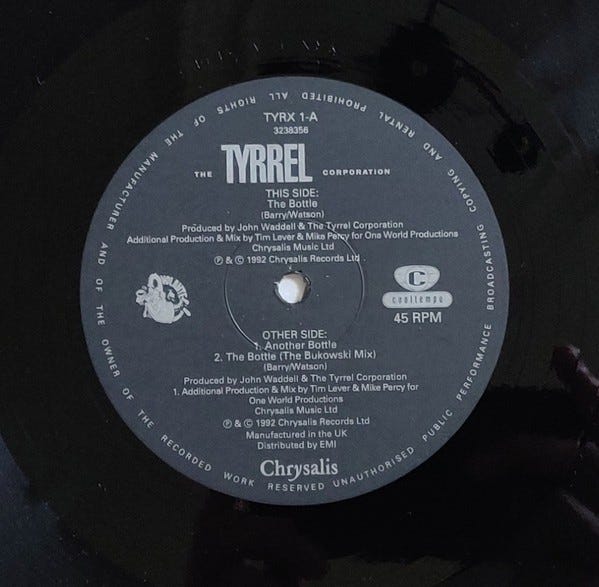 TYRX 1-A
3238356
THE TYRREL CORPORATION
THIS SIDE:
The Bottle
(Barry/Watson)
Produced by John Waddell & The Tyrrel Corporation
Additional Production & Mix by Tim Lever & Mike Percy for One World Productions
Chrysalis Music Ltd
℗ & © 1992 Chrysalis Records Ltd
C
cooltempo
45 RPM
OTHER SIDE:
1. Another Bottle
2. The Bottle (The Bukowski Mix)
(Barry/Watson)
Produced by John Waddell & The Tyrrel Corporation
1. Additional Production & Mix by Tim Lever & Mike Percy for
One World Productions
Chrysalis Music Ltd
℗ & © 1992 Chrysalis Records Ltd
Manufactured in the UK
Distributed by EMI
Chrysalis
ALL RIGHTS OF THE MANUFACTURER AND OF THE OWNER OF THE RECORDED WORK RESERVED UNAUTHORISED PUBLIC PERFORMANCE BROADCASTING COPYING AND RENTAL PROHIBITED